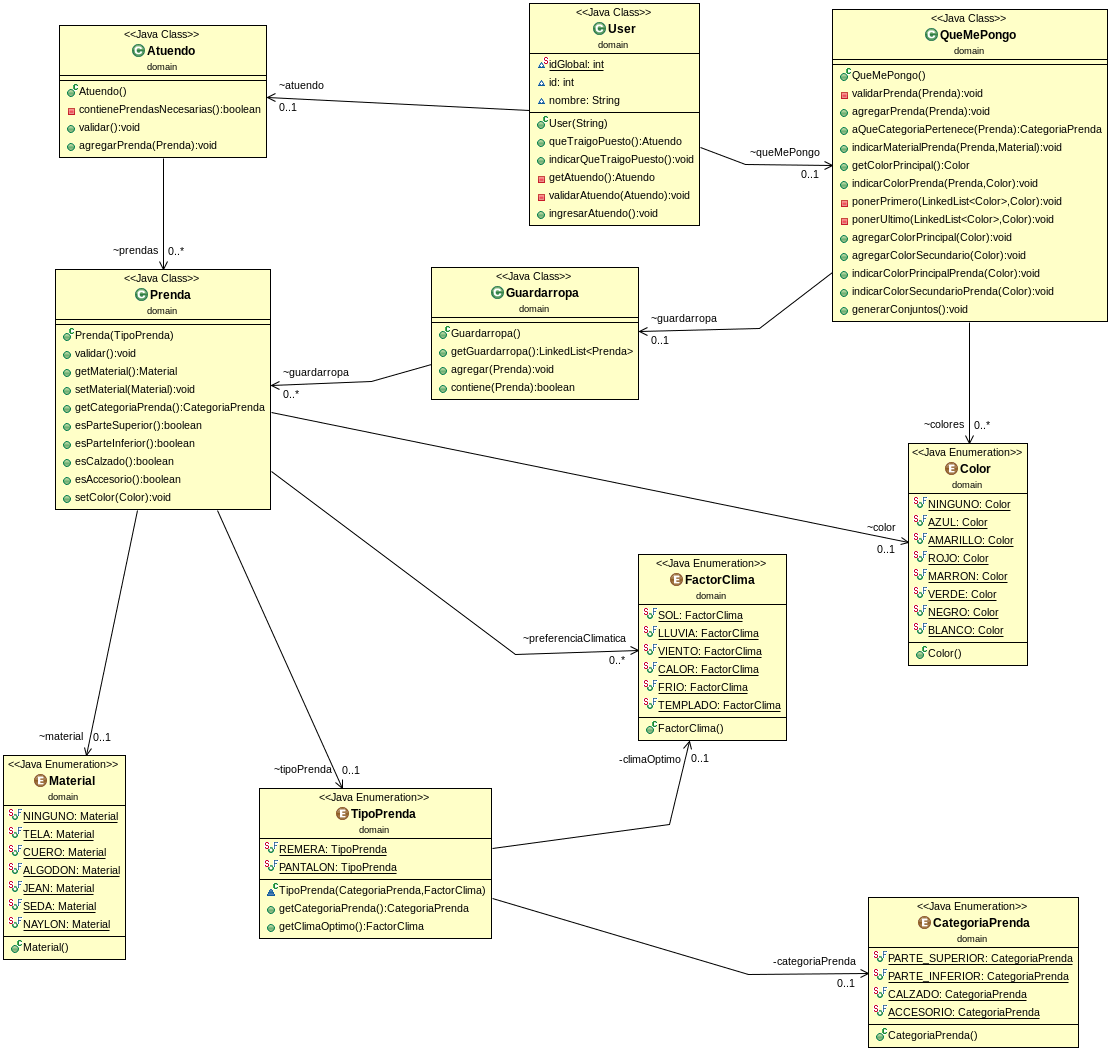 <<Java Class>>
Atuendo
domain
Atuendo()
contienePrendasNecesarias():boolean
validar():void
agregarPrenda(Prenda):void
~atuendo
0..1
<<Java Class>>
User
domain
idGlobal: int
id: int
nombre: String
User(String)
queTraigoPuesto():Atuendo
indicarQueTraigoPuesto():void
getAtuendo():Atuendo
validarAtuendo(Atuendo):void
ingresarAtuendo():void
~queMePongo
0..1
<<Java Class>>
QueMePongo
domain
QueMePongo()
validarPrenda(Prenda):void
agregarPrenda(Prenda):void
aQueCategoriaPertenece(Prenda):CategoriaPrenda
indicarMaterialPrenda(Prenda,Material):void
getColorPrincipal():Color
indicarColorPrenda(Prenda,Color):void
ponerPrimero(LinkedList<Color>,Color):void
ponerUltimo(LinkedList<Color>,Color):void
agregarColorPrincipal(Color):void
agregarColorSecundario(Color):void
indicarColorPrincipalPrenda(Color):void
indicarColorSecundarioPrenda(Color):void
generarConjuntos():void
~prendas 0..*
<<Java Class>>
Prenda
domain
Prenda(TipoPrenda)
validar():void
getMaterial():Material
setMaterial(Material):void
getCategoriaPrenda():CategoriaPrenda
esParteSuperior():boolean
esParteInferior():boolean
esCalzado():boolean
esAccesorio():boolean
setColor(Color):void
~guardarropa
0..*
<<Java Class>>
Guardarropa
domain
Guardarropa()
getGuardarropa():LinkedList<Prenda>
agregar(Prenda):void
contiene(Prenda):boolean
~guardarropa
0..1
~colores 0..*
<<Java Enumeration>>
Color
domain
NINGUNO: Color
AZUL: Color
AMARILLO: Color
ROJO: Color
MARRON: Color
VERDE: Color
NEGRO: Color
BLANCO: Color
Color()
~color
0..1
<<Java Enumeration>>
FactorClima
domain
SOL: FactorClima
LLUVIA: FactorClima
VIENTO: FactorClima
CALOR: FactorClima
FRIO: FactorClima
TEMPLADO: FactorClima
FactorClima()
~preferenciaClimatica
0..*
~material 0..1
<<Java Enumeration>>
Material
domain
NINGUNO: Material
TELA: Material
CUERO: Material
ALGODON: Material
JEAN: Material
SEDA: Material
NAYLON: Material
Material()
~tipoPrenda 0..1
<<Java Enumeration>>
TipoPrenda
domain
REMERA: TipoPrenda
PANTALON: TipoPrenda
TipoPrenda(CategoriaPrenda,FactorClima)
getCategoriaPrenda():CategoriaPrenda
getClimaOptimo():FactorClima
-climaOptimo 0..1
-categoriaPrenda
0..1
<<Java Enumeration>>
CategoriaPrenda
domain
PARTE_SUPERIOR: CategoriaPrenda
PARTE_INFERIOR: CategoriaPrenda
CALZADO: CategoriaPrenda
ACCESORIO: CategoriaPrenda
CategoriaPrenda()